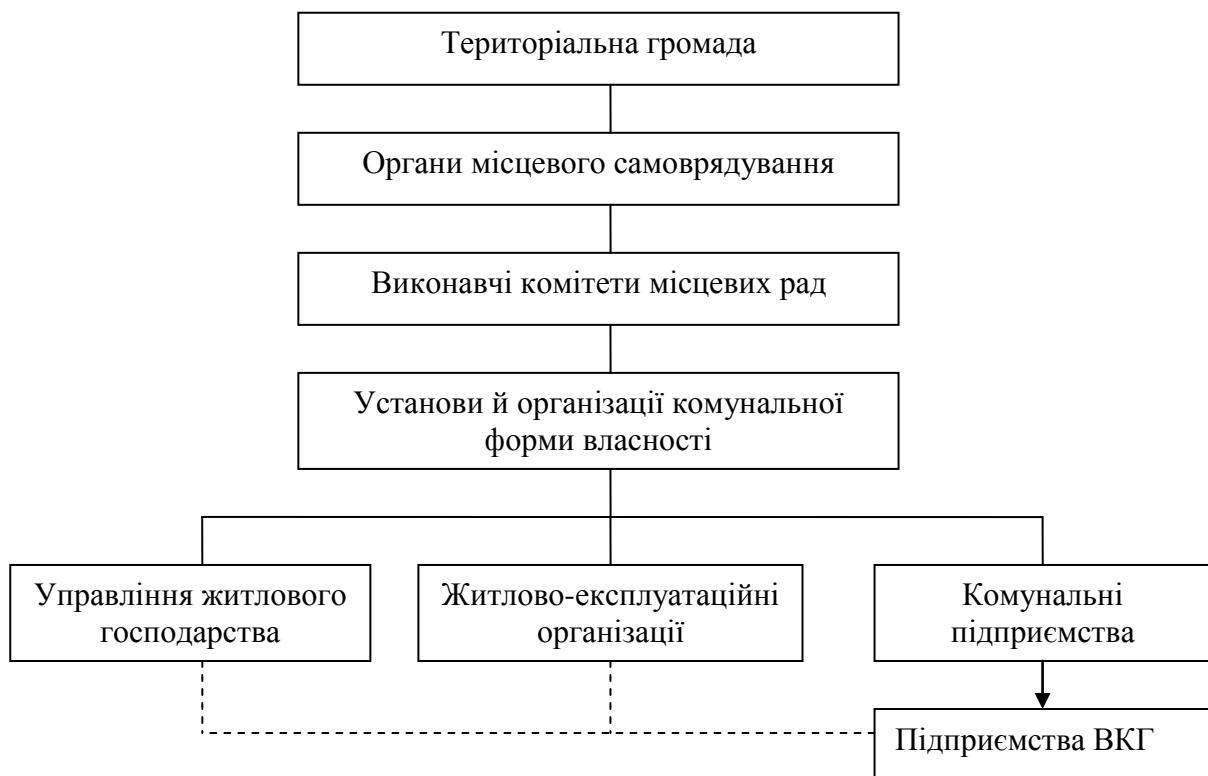 Територіальна громада
Органи місцевого самоврядування
Виконавчі комітети місцевих рад
Установи й організації комунальної
форми власності
Управління житлового
господарства
Житлово-експлуатаційні
організації
Комунальні
підприємства
Підприємства ВКГ